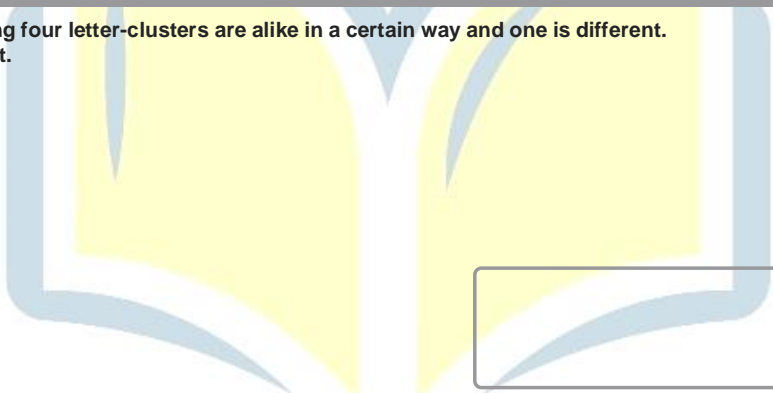 g four letter-clusters are alike in a certain way and one is different.
t.